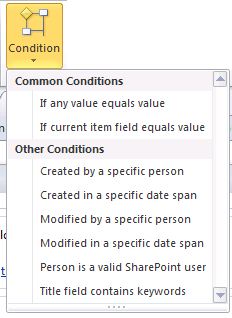 Condition
Common Conditions
If any value equals value
If current item field equals value
Other Conditions
Created by a specific person
Created in a specific date span
Modified by a specific person
Modified in a specific date span
Person is a valid SharePoint user
Title field contains keywords